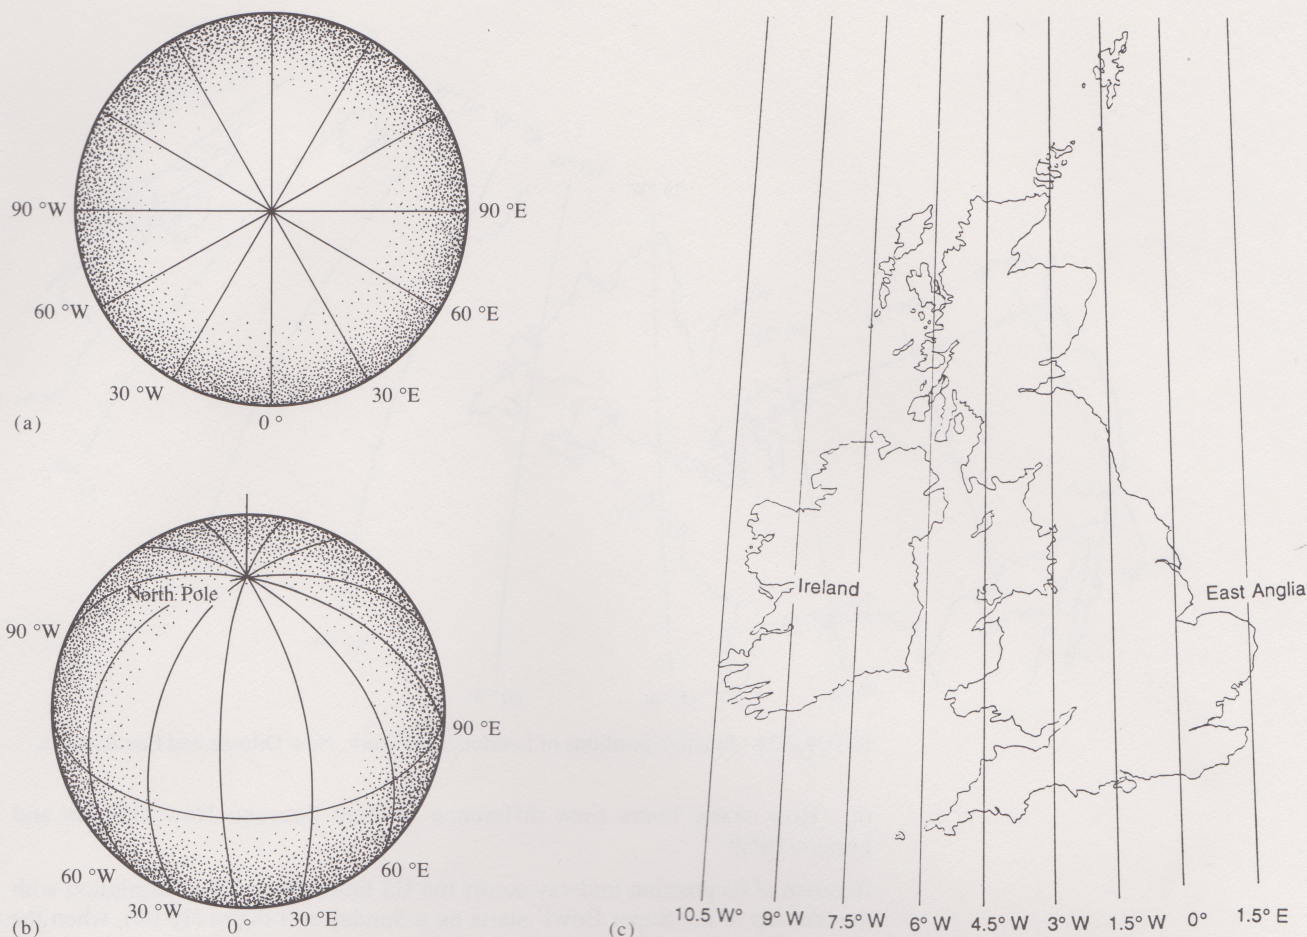 90 °W
90 °E
60 °W
60 °E
30 °W
30 °E
0 °
(a)
North Pole
90 °W
90 °E
60 °W
60 °E
30 °W
30 °E
0 °
(b)
Ireland
East Anglia
10.5 W°
9° W
7.5° W
6° W
4.5° W
3° W
1.5° W
0°
1.5° E
(c)